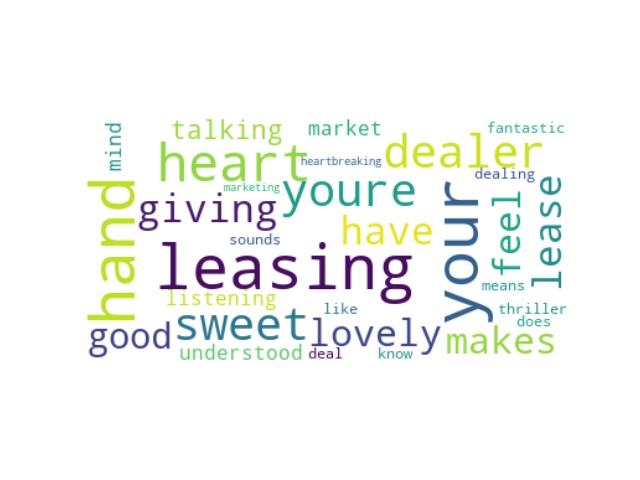 mind
talking
market
fantastic
heart
heartbreaking
dealer
dealing
hand
marketing
youre
your
feel
lease
giving
have
sounds
leasing
means
listening
like
thriller
good
sweet
lovely
does
makes
understood
deal
know